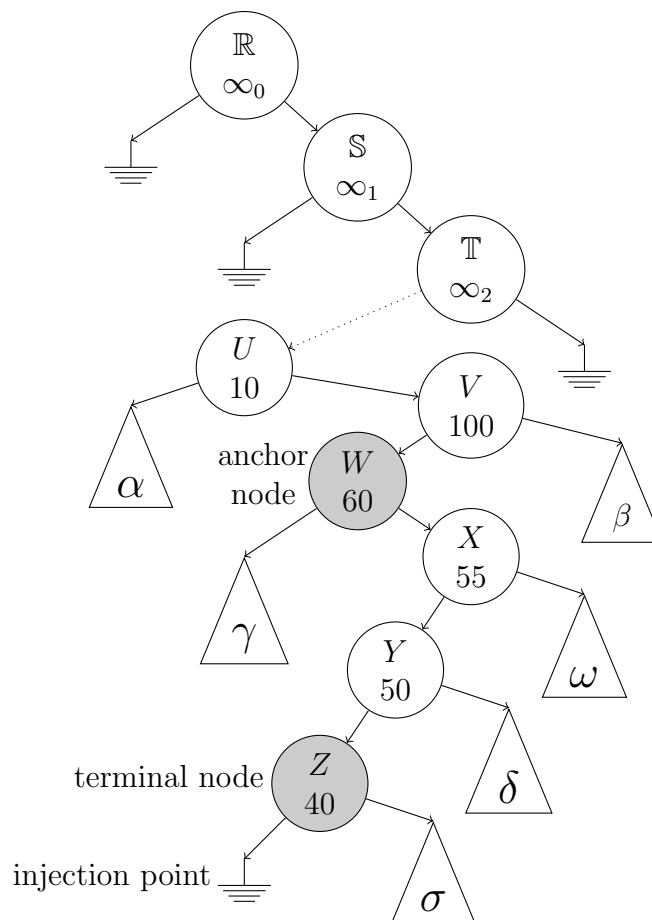 ℝ
∞₀
𝕊
∞₁
𝕋
∞₂
U
10
V
100
α
anchor
node
W
60
β
X
55
γ
Y
50
ω
terminal node
Z
40
δ
injection point
σ